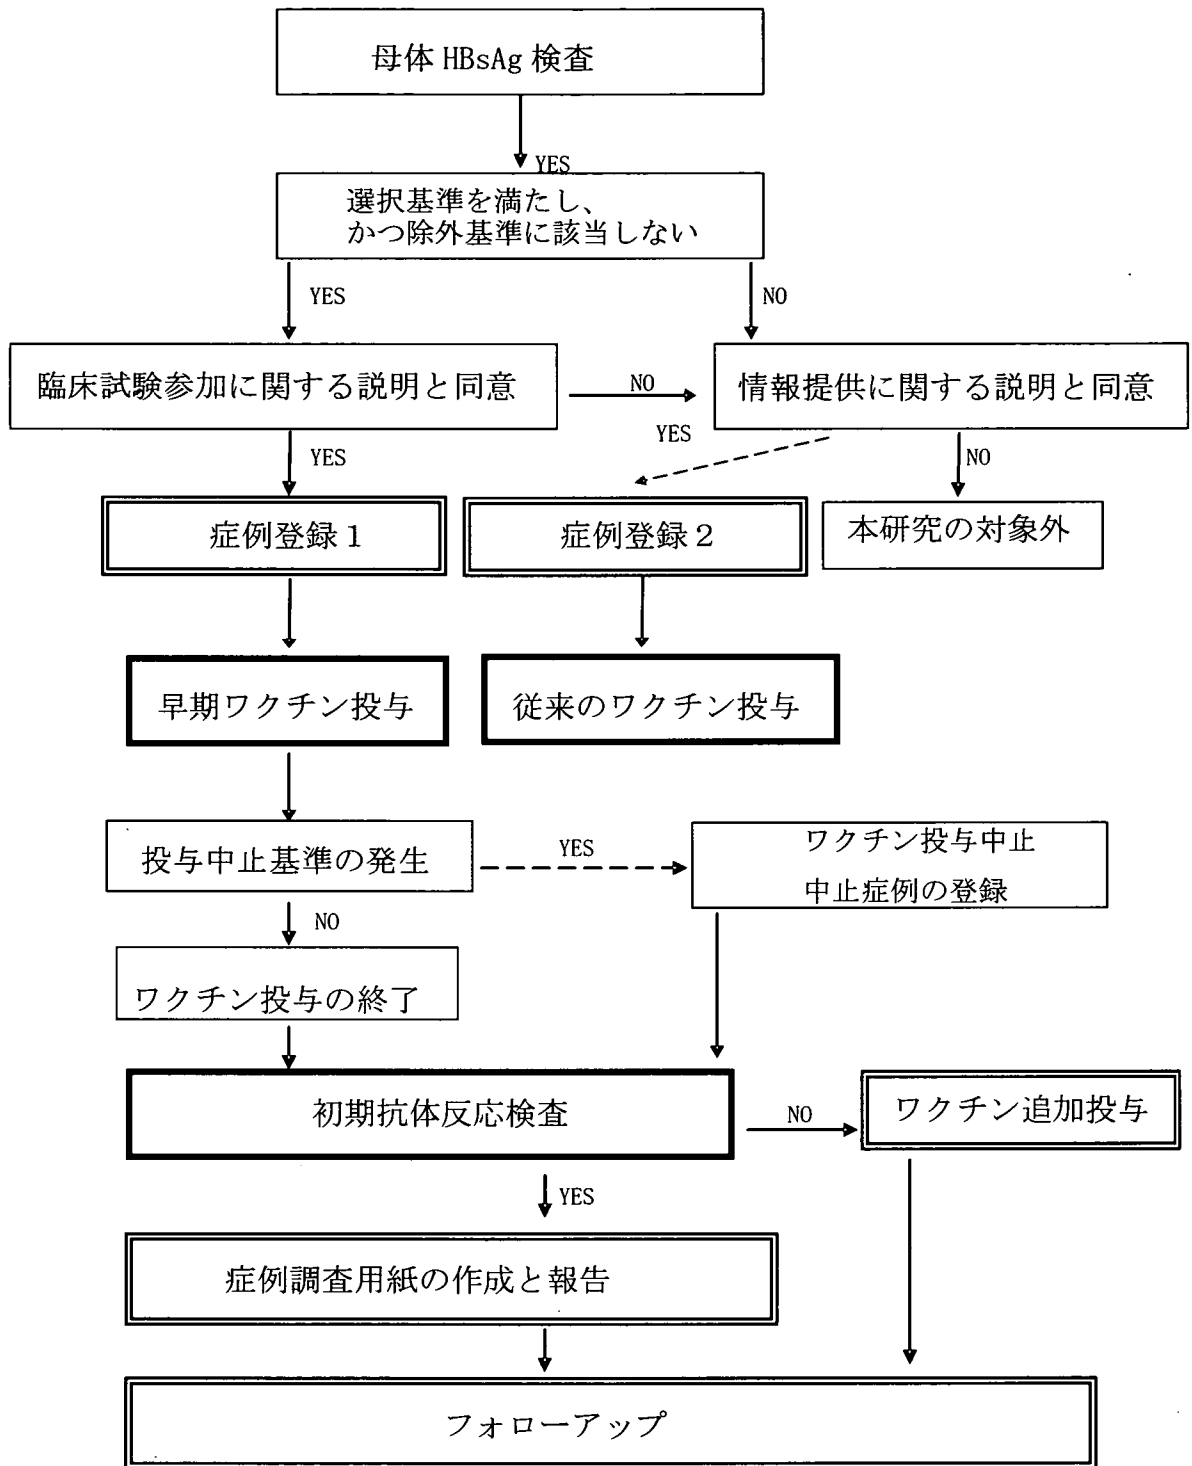 母体 HBsAg 検査
YES
選択基準を満たし、
かつ除外基準に該当しない
YES
NO
臨床試験参加に関する説明と同意
NO
情報提供に関する説明と同意
YES
YES
NO
症例登録1
症例登録2
本研究の対象外
早期ワクチン投与
従来のワクチン投与
投与中止基準の発生
YES
ワクチン投与中止
中止症例の登録
NO
ワクチン投与の終了
初期抗体反応検査
NO
ワクチン追加投与
YES
症例調査用紙の作成と報告
フォローアップ